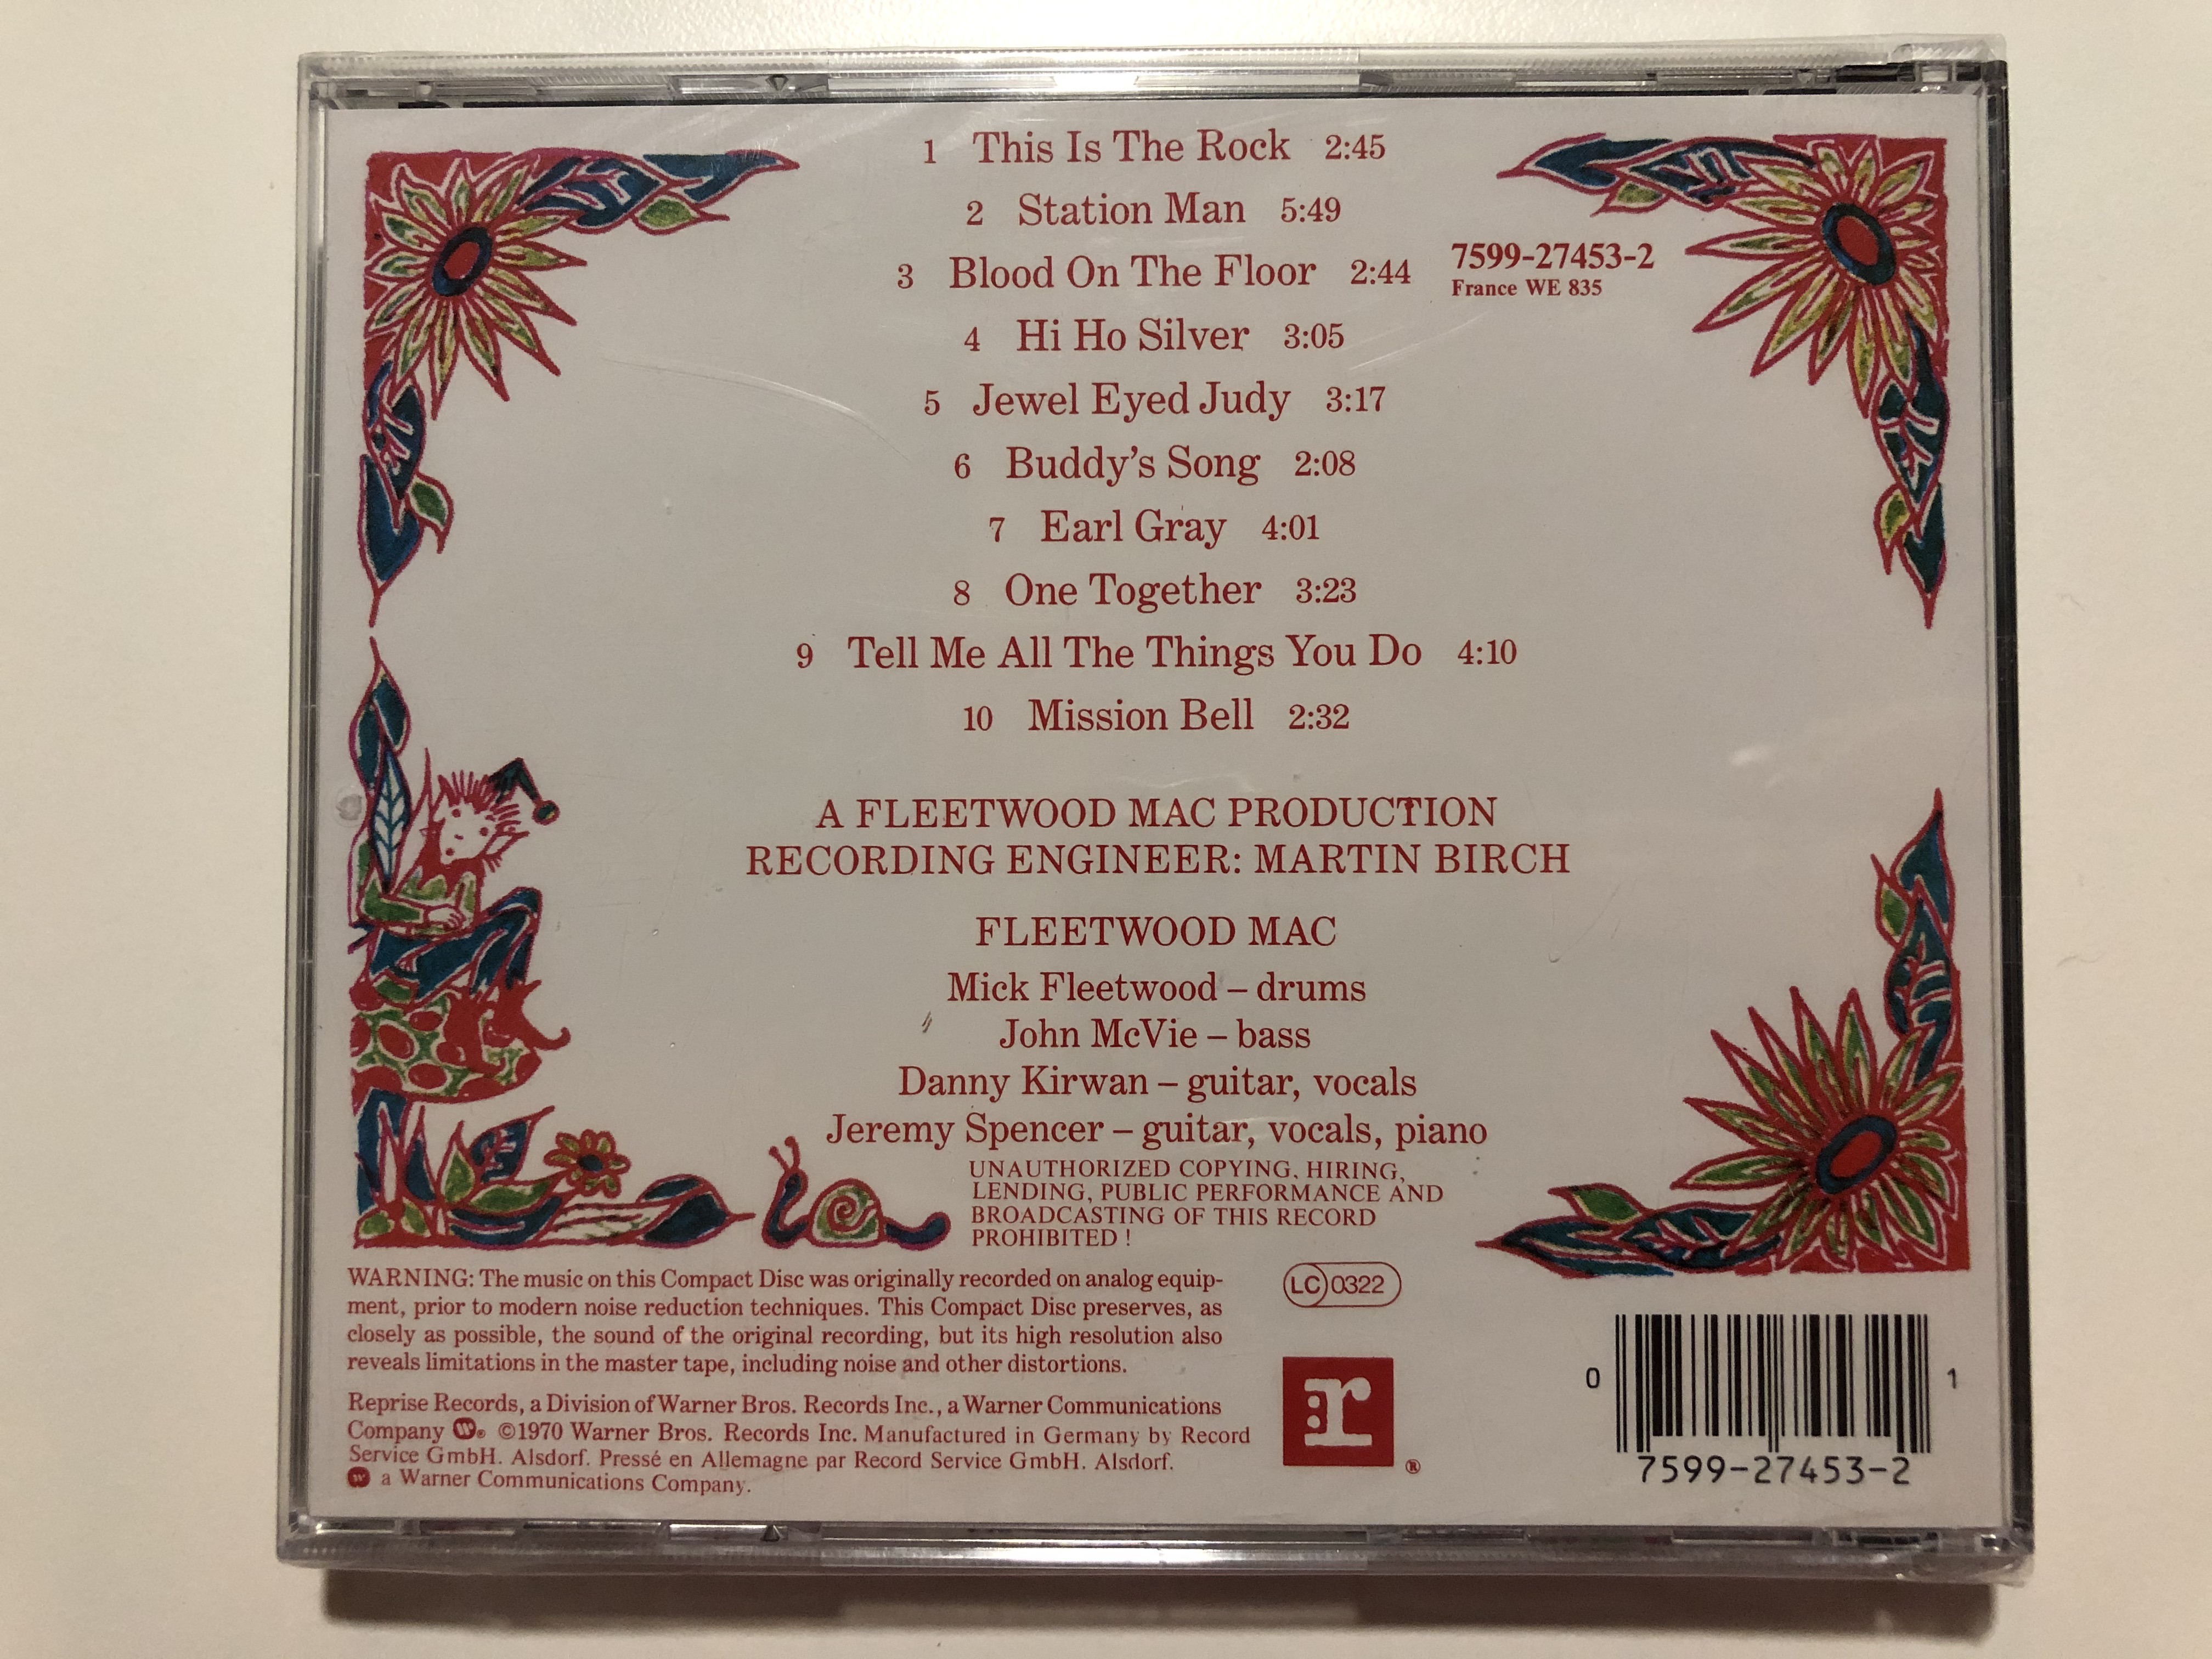 1 This Is The Rock 2:45
2 Station Man 5:49
3 Blood On The Floor 2:44
7599-27453-2
France WE 835
4 Hi Ho Silver 3:05
5 Jewel Eyed Judy 3:17
6 Buddy's Song 2:08
7 Earl Gray 4:01
8 One Together 3:23
9 Tell Me All The Things You Do 4:10
10 Mission Bell 2:32
A FLEETWOOD MAC PRODUCTION
RECORDING ENGINEER: MARTIN BIRCH
FLEETWOOD MAC
Mick Fleetwood – drums
John McVie – bass
Danny Kirwan – guitar, vocals
Jeremy Spencer – guitar, vocals, piano
UNAUTHORIZED COPYING, HIRING,
LENDING, PUBLIC PERFORMANCE AND
BROADCASTING OF THIS RECORD
PROHIBITED !
WARNING: The music on this Compact Disc was originally recorded on analog equip-
ment, prior to modern noise reduction techniques. This Compact Disc preserves, as
closely as possible, the sound of the original recording, but its high resolution also
reveals limitations in the master tape, including noise and other distortions.
Reprise Records, a Division of Warner Bros. Records Inc., a Warner Communications
Company W® ©1970 Warner Bros. Records Inc. Manufactured in Germany by Record
Service GmbH. Alsdorf. Pressé en Allemagne par Record Service GmbH. Alsdorf.
W a Warner Communications Company.
LC 0322
r ®
0 1
7599-27453-2